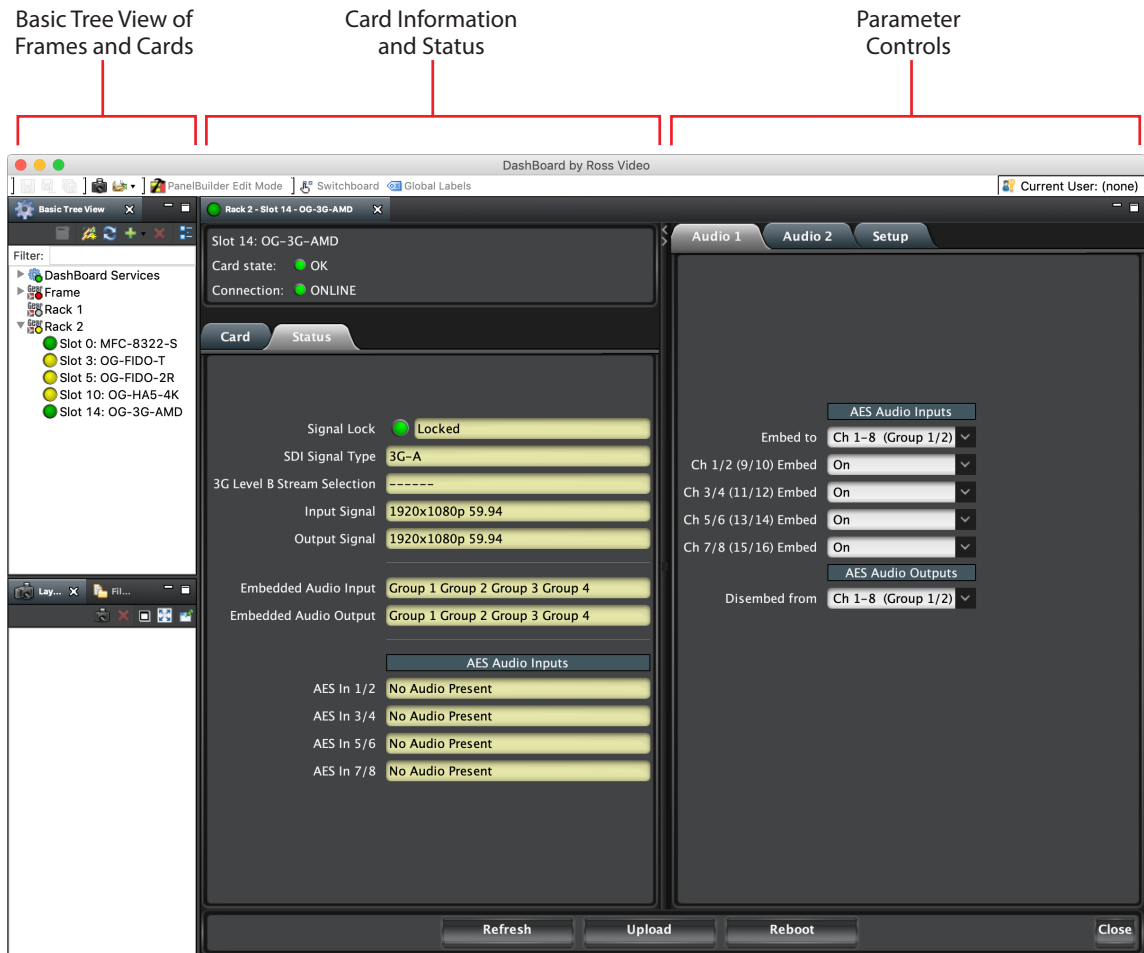 Basic Tree View of
Frames and Cards
Card Information
and Status
Parameter
Controls
DashBoard by Ross Video
PanelBuilder Edit Mode
Switchboard
Global Labels
Current User: (none)
Basic Tree View
Filter:
DashBoard Services
Frame
Rack 1
Rack 2
Slot 0: MFC-8322-S
Slot 3: OG-FIDO-T
Slot 5: OG-FIDO-2R
Slot 10: OG-HA5-4K
Slot 14: OG-3G-AMD
Lay...
Fil...
Rack 2 - Slot 14 - OG-3G-AMD
Slot 14: OG-3G-AMD
Card state: OK
Connection: ONLINE
Card
Status
Signal Lock Locked
SDI Signal Type 3G-A
3G Level B Stream Selection ------
Input Signal 1920x1080p 59.94
Output Signal 1920x1080p 59.94
Embedded Audio Input Group 1 Group 2 Group 3 Group 4
Embedded Audio Output Group 1 Group 2 Group 3 Group 4
AES Audio Inputs
AES In 1/2 No Audio Present
AES In 3/4 No Audio Present
AES In 5/6 No Audio Present
AES In 7/8 No Audio Present
Audio 1
Audio 2
Setup
AES Audio Inputs
Embed to Ch 1-8 (Group 1/2)
Ch 1/2 (9/10) Embed On
Ch 3/4 (11/12) Embed On
Ch 5/6 (13/14) Embed On
Ch 7/8 (15/16) Embed On
AES Audio Outputs
Disembed from Ch 1-8 (Group 1/2)
Refresh
Upload
Reboot
Close